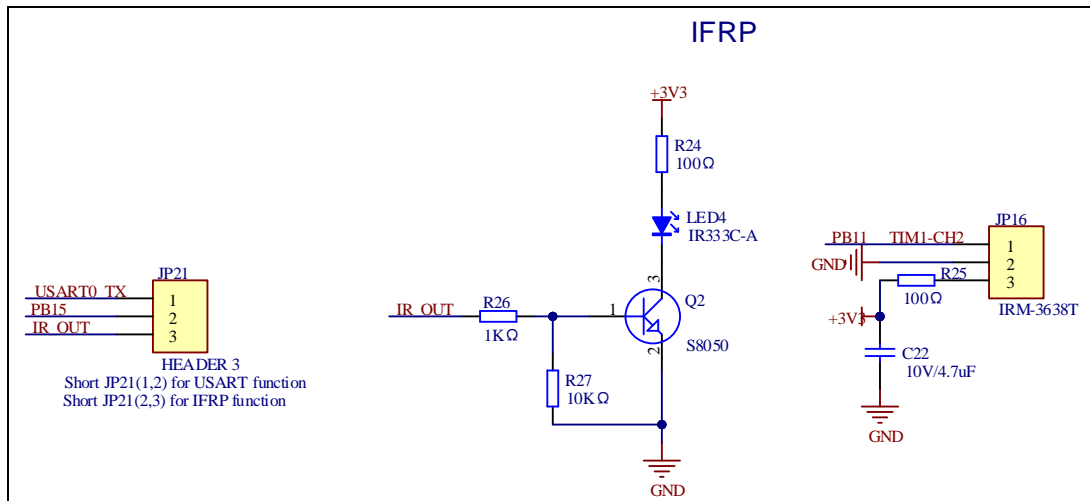 IFRP
+3V3
R24
100Ω
LED4
IR333C-A
3
Q2
1
2
S8050
IR_OUT
R26
1KΩ
R27
10KΩ
GND
JP21
USART0_TX
1
PB15
2
IR_OUT
3
HEADER 3
Short JP21(1,2) for USART function
Short JP21(2,3) for IFRP function
JP16
PB11
TIM1-CH2
1
GND
2
R25
3
100Ω
IRM-3638T
+3V3
C22
10V/4.7uF
GND